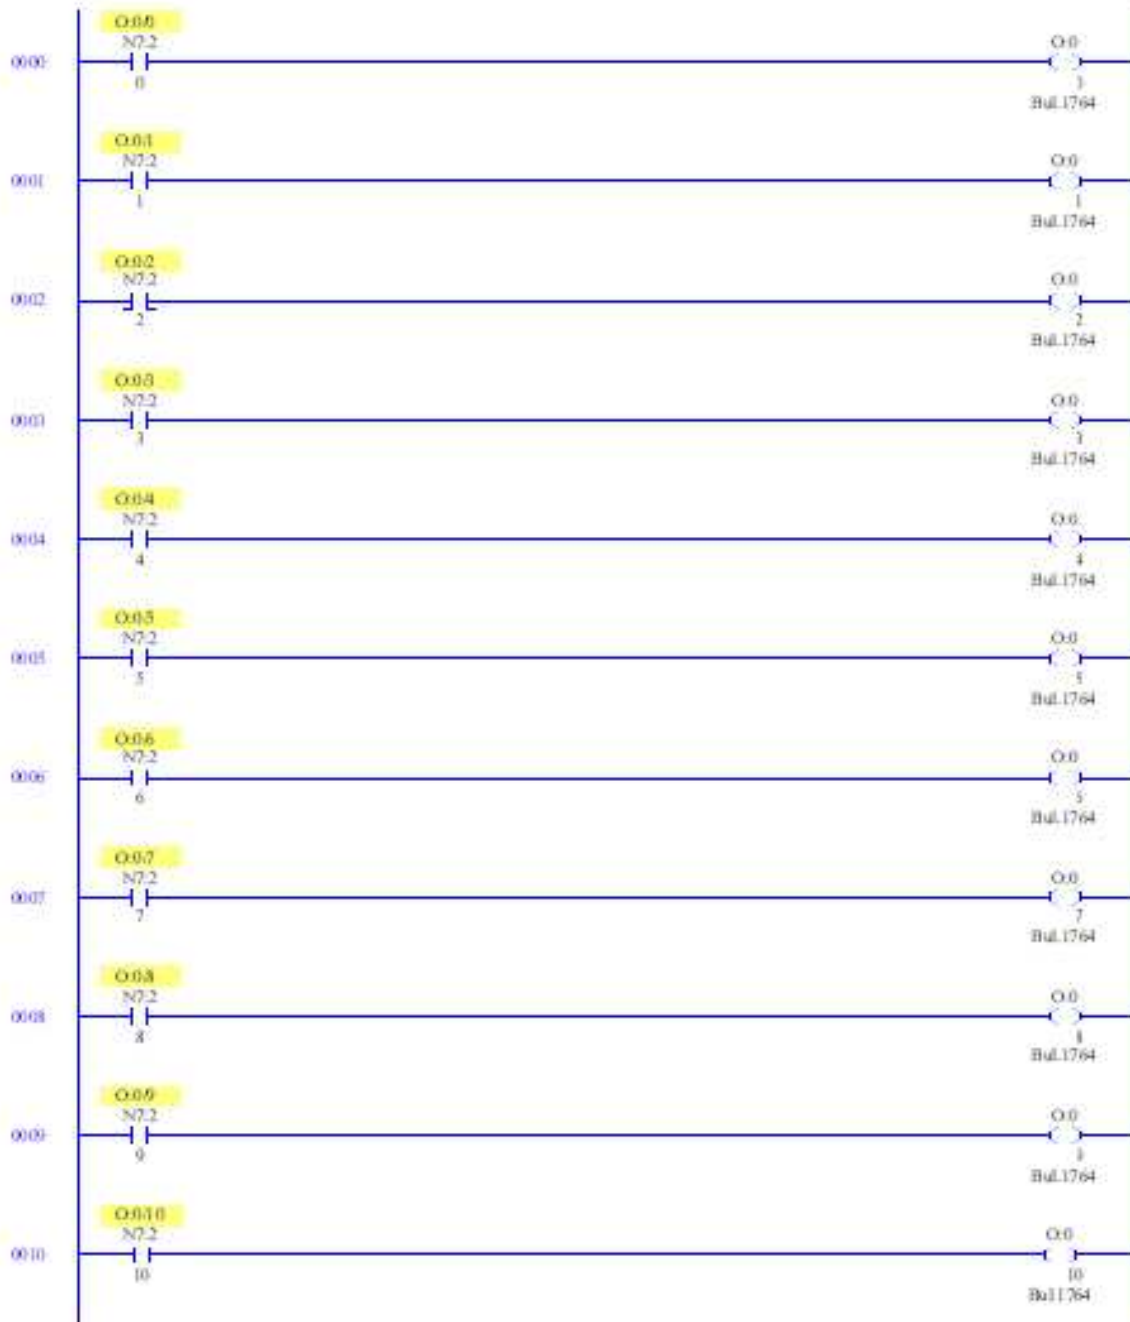 O:0/0
N7:2
0000
0
O:0
Bul.1764
O:0/1
N7:2
0001
1
O:0
1
Bul.1764
O:0/2
N7:2
0002
2
O:0
2
Bul.1764
O:0/3
N7:2
0003
3
O:0
3
Bul.1764
O:0/4
N7:2
0004
4
O:0
4
Bul.1764
O:0/5
N7:2
0005
5
O:0
5
Bul.1764
O:0/6
N7:2
0006
6
O:0
Bul.1764
O:0/7
N7:2
0007
7
O:0
7
Bul.1764
O:0/8
N7:2
0008
8
O:0
8
Bul.1764
O:0/9
N7:2
0009
9
O:0
Bul.1764
O:0/10
N7:2
0010
10
O:0
10
Bul.1764